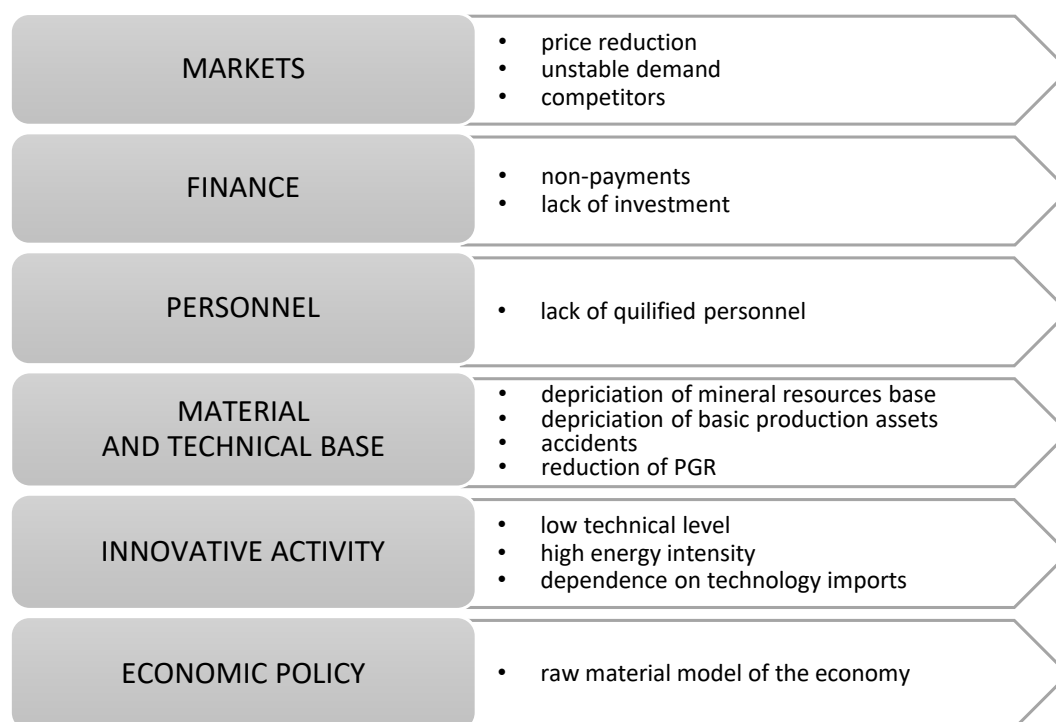 MARKETS
• price reduction
• unstable demand
• competitors
FINANCE
• non-payments
• lack of investment
PERSONNEL
• lack of quilified personnel
MATERIAL
AND TECHNICAL BASE
• depriciation of mineral resources base
• depriciation of basic production assets
• accidents
• reduction of PGR
INNOVATIVE ACTIVITY
• low technical level
• high energy intensity
• dependence on technology imports
ECONOMIC POLICY
• raw material model of the economy